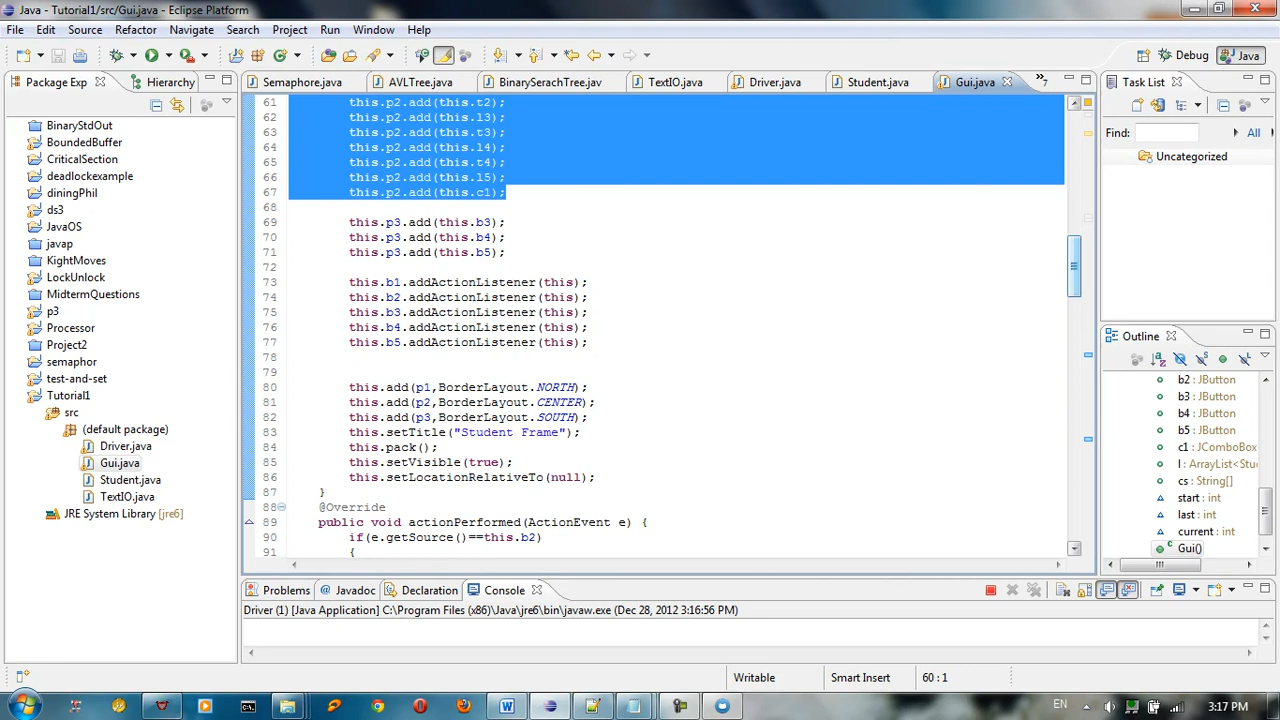 Java - Tutorial1/src/Gui.java - Eclipse Platform
File Edit Source Refactor Navigate Search Project Run Window Help
Debug Java
Package Exp Hierarchy
BinaryStdOut
BoundedBuffer
CriticalSection
deadlockexample
diningPhil
ds3
JavaOS
javap
KightMoves
LockUnlock
MidtermQuestions
p3
Processor
Project2
semaphor
test-and-set
Tutorial1
src
(default package)
Driver.java
Gui.java
Student.java
TextIO.java
JRE System Library [jre6]
Semaphore.java AVLTree.java BinarySerachTree.jav TextIO.java Driver.java Student.java Gui.java »7
61 this.p2.add(this.t2);
62 this.p2.add(this.l3);
63 this.p2.add(this.t3);
64 this.p2.add(this.l4);
65 this.p2.add(this.t4);
66 this.p2.add(this.l5);
67 this.p2.add(this.c1);
68
69 this.p3.add(this.b3);
70 this.p3.add(this.b4);
71 this.p3.add(this.b5);
72
73 this.b1.addActionListener(this);
74 this.b2.addActionListener(this);
75 this.b3.addActionListener(this);
76 this.b4.addActionListener(this);
77 this.b5.addActionListener(this);
78
79
80 this.add(p1,BorderLayout.NORTH);
81 this.add(p2,BorderLayout.CENTER);
82 this.add(p3,BorderLayout.SOUTH);
83 this.setTitle("Student Frame");
84 this.pack();
85 this.setVisible(true);
86 this.setLocationRelativeTo(null);
87 }
88 @Override
89 public void actionPerformed(ActionEvent e) {
90 if(e.getSource()==this.b2)
91 {
Task List
Find: All
Uncategorized
Outline
b2 : JButton
b3 : JButton
b4 : JButton
b5 : JButton
c1 : JComboBox
l : ArrayList<Stu
cs : String[]
start : int
last : int
current : int
Gui()
Problems Javadoc Declaration Console
Driver (1) [Java Application] C:\Program Files (x86)\Java\jre6\bin\javaw.exe (Dec 28, 2012 3:16:56 PM)
Writable Smart Insert 60 : 1
EN 3:17 PM